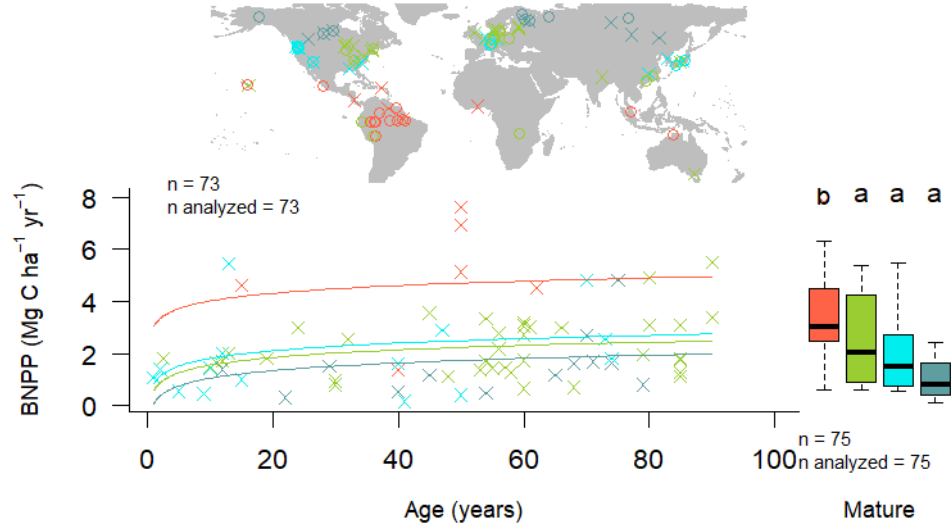 n = 73
n analyzed = 73
BNPP (Mg C ha⁻¹ yr⁻¹)
8
6
4
2
0
0 20 40 60 80 100
Age (years)
b a a a
n = 75
n analyzed = 75
Mature